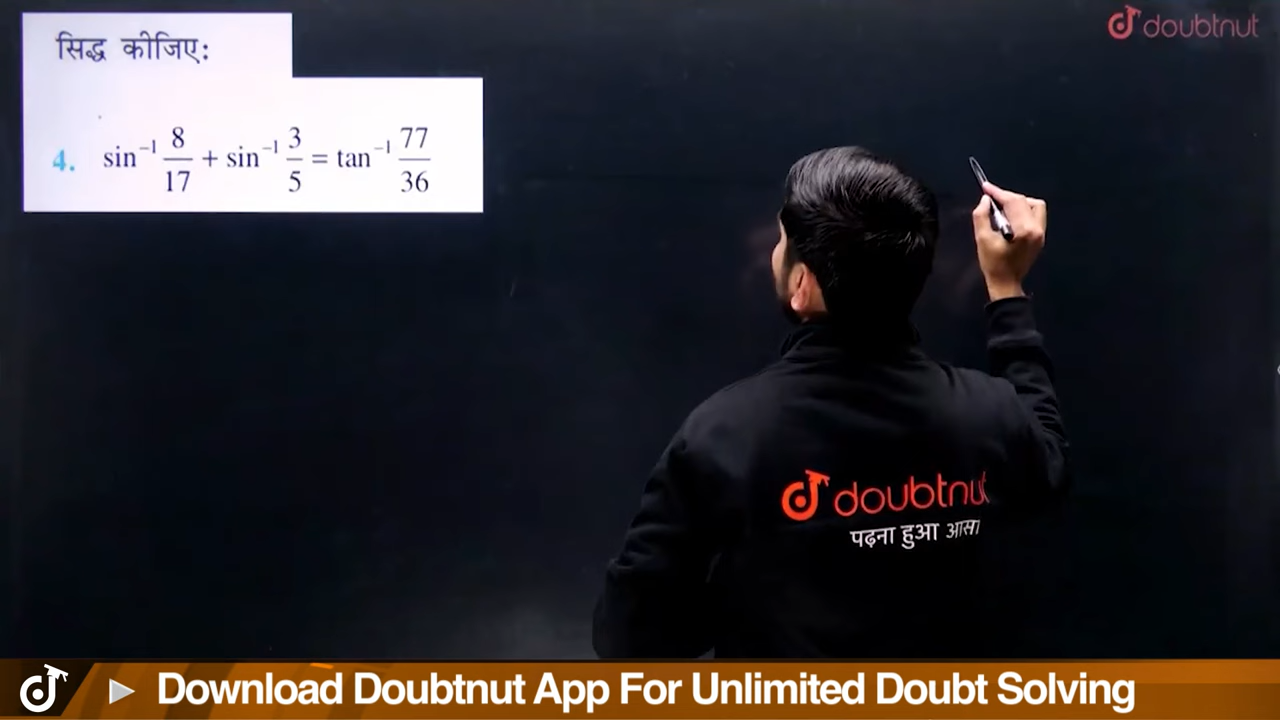 सिद्ध कीजिए:
doubtnut
4. sin⁻¹ 8/17 + sin⁻¹ 3/5 = tan⁻¹ 77/36
doubtnut
पढ़ना हुआ आसा
Download Doubtnut App For Unlimited Doubt Solving